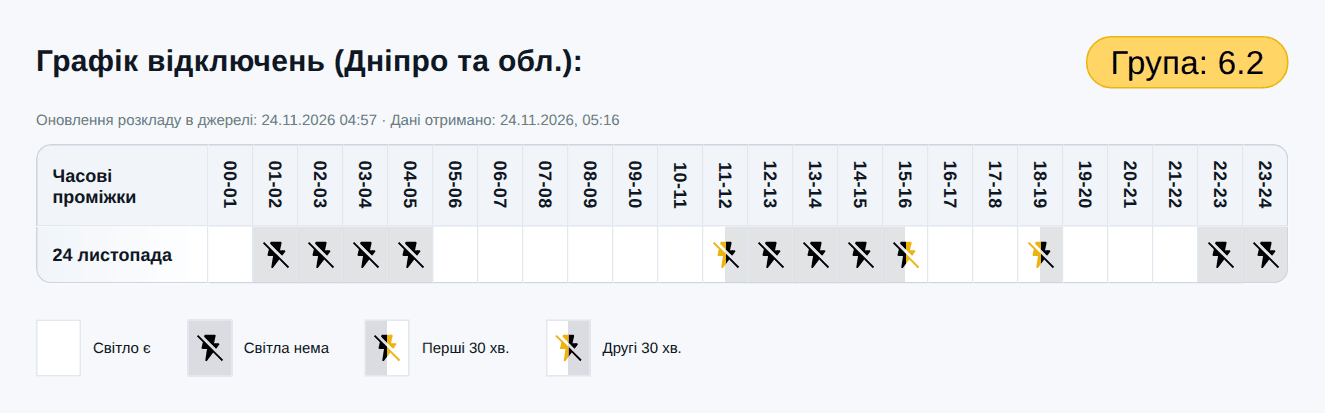 Графік відключень (Дніпро та обл.):
Група: 6.2
Оновлення розкладу в джерелі: 24.11.2026 04:57 · Дані отримано: 24.11.2026, 05:16
Часові
проміжки
00-01
01-02
02-03
03-04
04-05
05-06
06-07
07-08
08-09
09-10
10-11
11-12
12-13
13-14
14-15
15-16
16-17
17-18
18-19
19-20
20-21
21-22
22-23
23-24
24 листопада
Світло є
Світла нема
Перші 30 хв.
Другі 30 хв.